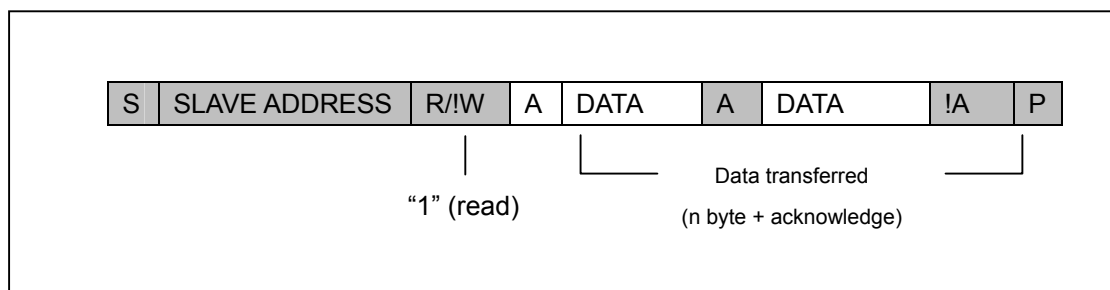 S SLAVE ADDRESS R/!W A DATA A DATA !A P
“1” (read)
Data transferred
(n byte + acknowledge)